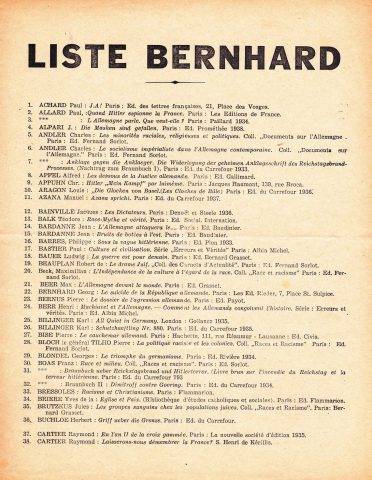 LISTE BERNHARD
1. ACHARD Paul : J.A! Paris : Ed. des lettres françaises, 21, Place des Vosges.
2. ALLARD Paul, Quand Hitler espionne la France. Paris : Les Editions de France.
3. *** : L'Allemagne parle. Que veut-elle ? Paris : Paillard 1934.
4. ALPARI J. : Die Masken sind gefallen. Paris : Ed. Prométhée 1938.
5. ANDLER Charles : Les minorités raciales, religieuses et politiques. Coll. „Documents sur l'Allemagne.
Paris : Ed. Fernand Sorlot.
6. ANDLER Charles : Le socialisme impérialiste dans l'Allemagne contemporaine. Coll. „Documents sur
l'Allemagne." Paris : Ed. Fernand Sorlot.
7. *** : Anklage gegen die Ankläger. Die Widerlegung der geheimen Anklageschrift des Reichstagsbrand-
Prozesses. (Nachtrag zum Braunbuch I). Paris : Ed. du Carrefour 1933.
8. APPEL Alfred : Les dessous de la Justice allemande. Paris : Ed. Gallimard.
9. APPUHN Chr. : Hitler „Mein Kampf" par lui-même. Paris : Jacques Haumont, 130, rue Broca.
10. ARAGON Louis : Die Glocken von Basel. (Les Cloches de Bâle) Paris : Ed. du Carrefour 1936.
11. AZANA Manuel : Azana spricht. Paris : Ed. du Carrefour 1937.
12. BAINVILLE Jacques : Les Dictateurs. Paris : Denoël et Steele 1936.
13. BALK Théodore : Race-Mythe et vérité. Paris : Ed. Social. Internation.
14. BARDANNE Jean : L'Allemagne attaquera le... Paris : Ed. Baudinier.
15. BARDANNE Jean : Bruits de bottes à l'est. Paris : Ed. Baudinier.
16. BARRES Philippe : Sous la vague hitlérienne. Paris : Ed. Plon 1933.
17. BASTIER Paul : Culture et civilisation. Série „Erreurs et Vérités" Paris : Albin Michel.
18. BAUER Ludwig : La guerre est pour demain. Paris : Ed. Bernard Grasset.
19. BEAUPLAN Robert de : Le drame Juif. „Coll. des Carnets d'Actualité". Paris : Ed. Fernand Sorlot.
20. Beck, Maximilien : L'Indépendance de la culture à l'égard de la race. Coll. „Race et racisme" Paris : Ed. Fer-
nand Sorlot.
21. BEER Max : L'Allemagne devant le monde. Paris : Ed. Grasset.
22. BERNHARD Georg : Le suicide de la République allemande. Paris : Les Ed. Rieder, 7, Place St. Sulpice.
23. BERNUS Pierre : Le dossier de l'agression allemande. Paris : Ed. Payot.
24. BERR Henri : Machiavel et l'Allemagne. — Comment les Allemands conçoivent l'histoire. Série : Erreurs et
vérités. Paris : Ed. Albin Michel.
25. BILLINGER Karl : All Quiet in Germany. London : Gollancz 1935.
26. BILLINGER Karl : Schutzhäftling Nr. 880. Paris : Ed. du Carrefour 1935.
27. BISE Pierre : Le cauchemar allemand. Paris : Hachette, 111, rue Réaumur - Lausanne : Ed. Civis.
28. BLOCH le général TILHO Pierre : La politique raciale et les colonies. Coll. „Races et Racisme" Paris : Ed.
Fernand Sorlot.
29. BLONDEL Georges : Le triomphe du germanisme. Paris : Ed. Rivière 1934.
30. BOAS Franz : Race et milieu. Coll. „Races et racisme". Paris : Ed. Sorlot.
31. *** : Braunbuch ueber Reichstagsbrand und Hitlerterror. (Livre brun sur l'incendie du Reichstag et la
terreur hitlérienne. Paris : Ed. du Carrefour 193
32. *** : Braunbuch II : Dimitroff contra Goering. Paris : Ed. du Carrefour 1934.
33. BRESSOLES : Racisme et Christianisme. Paris : Flammarion.
34. BRIERE Yves de la : Eglise et Paix. (Bibliothèque d'études catholiques et sociales). Paris : Ed. Flammarion.
35. BRUTZKUS Jules : Les groupes sanguins chez les populations juives. Coll. „Races et Racisme". Paris: Ber-
nard Grasset.
36. BUCHLOE Herbert : Griff ueber die Grenze. Paris : Ed. du Carrefour.
37. CARTIER Raymond : En l'an II de la croix gammée. Paris : La nouvelle société d'édition 1935.
38. CARTIER Raymond : Laisserons-nous démembrer la France? S. Henri de Kérillis.